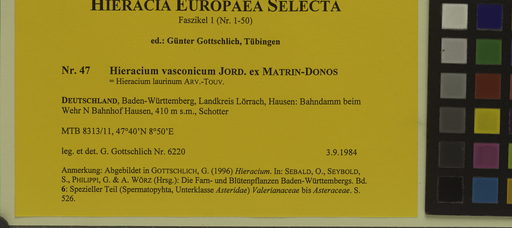 HIERACIA EUROPAEA SELECTA
Faszikel 1 (Nr. 1-50)
ed.: Günter Gottschlich, Tübingen
Nr. 47 Hieracium vasconicum JORD. ex MATRIN-DONOS
= Hieracium laurinum ARV.-TOUV.
DEUTSCHLAND, Baden-Württemberg, Landkreis Lörrach, Hausen: Bahndamm beim
Wehr N Bahnhof Hausen, 410 m s.m., Schotter
MTB 8313/11, 47°40'N 8°50'E
leg. et det. G. Gottschlich Nr. 6220 3.9.1984
Anmerkung: Abgebildet in GOTTSCHLICH, G. (1996) Hieracium. In: SEBALD, O., SEYBOLD,
S., PHILIPPI, G. & A. WÖRZ (Hrsg.): Die Farn- und Blütenpflanzen Baden-Württembergs. Bd.
6: Spezieller Teil (Spermatopyhta, Unterklasse Asteridae) Valerianaceae bis Asteraceae. S.
526.